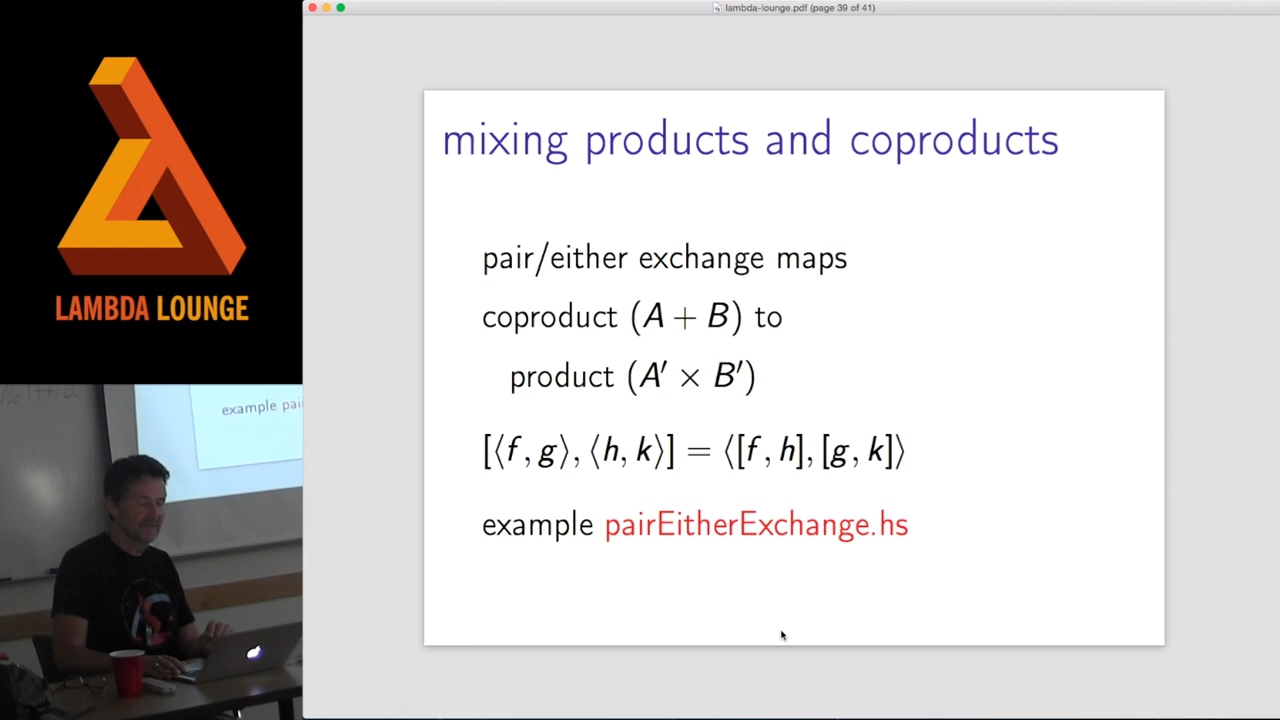 lambda-lounge.pdf (page 39 of 41)
LAMBDA LOUNGE
mixing products and coproducts
pair/either exchange maps
coproduct (A + B) to
product (A′ × B′)
[⟨f, g⟩, ⟨h, k⟩] = ⟨[f, h], [g, k]⟩
example pairEitherExchange.hs
example pai